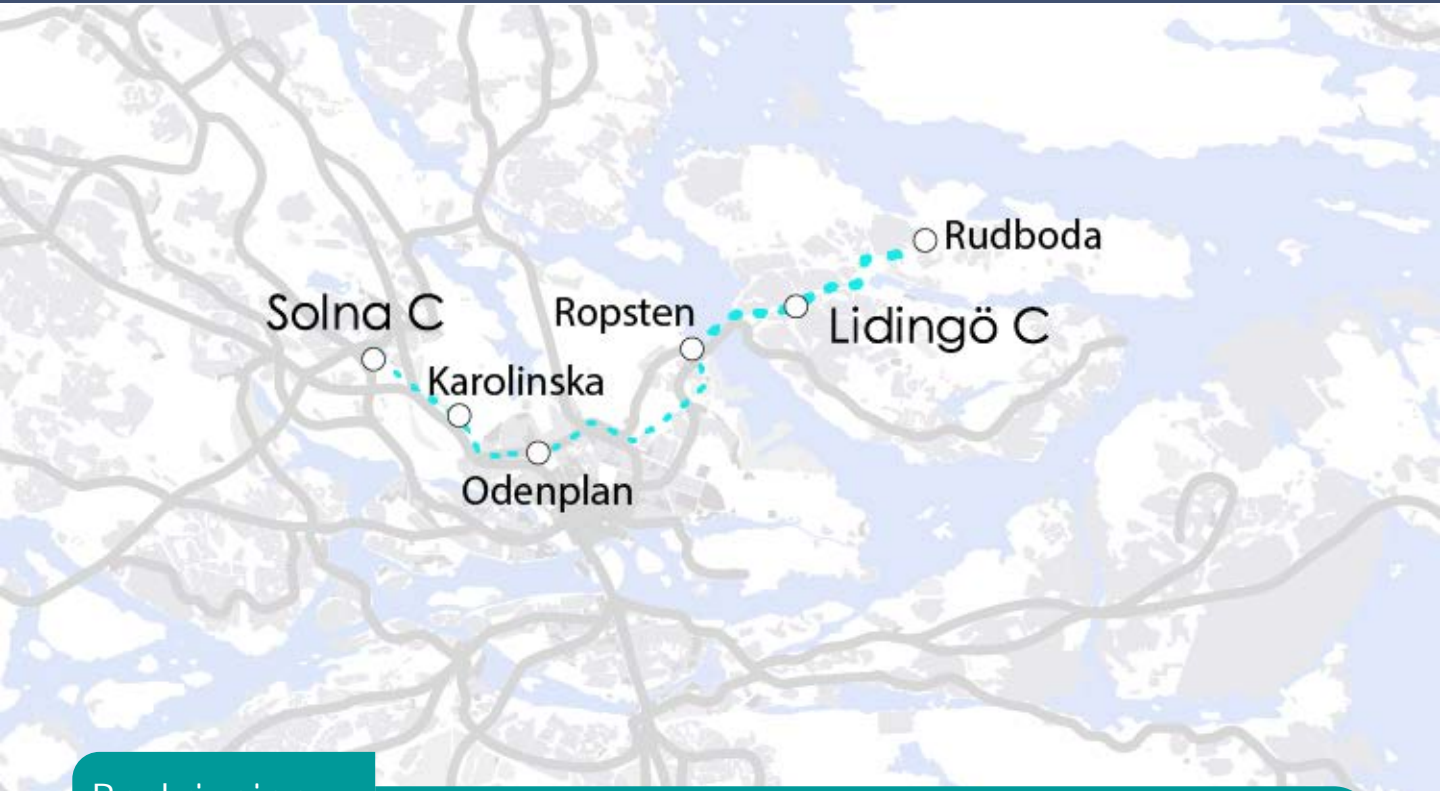 Rudboda
Solna C
Ropsten
Lidingö C
Karolinska
Odenplan